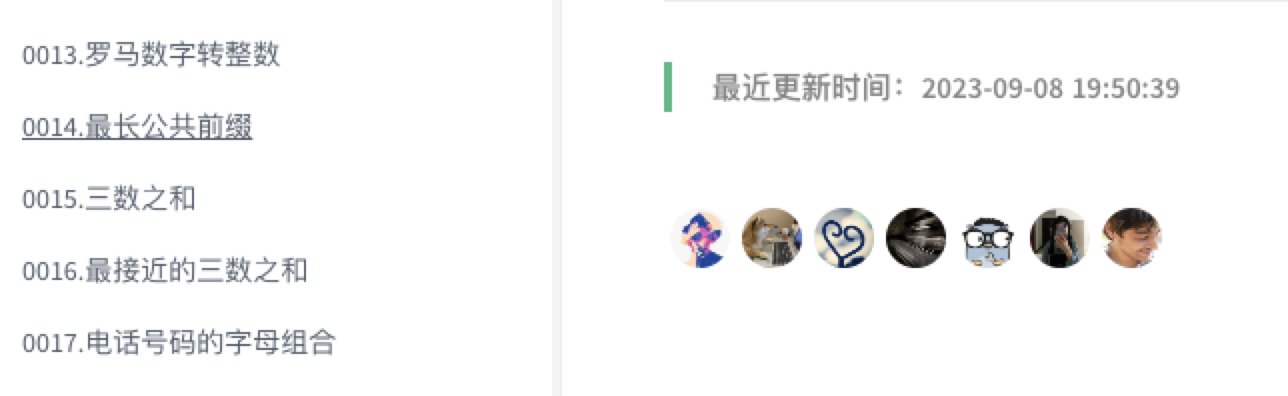 0013.罗马数字转整数
0014.最长公共前缀
0015.三数之和
0016.最接近的三数之和
0017.电话号码的字母组合
最近更新时间：2023-09-08 19:50:39